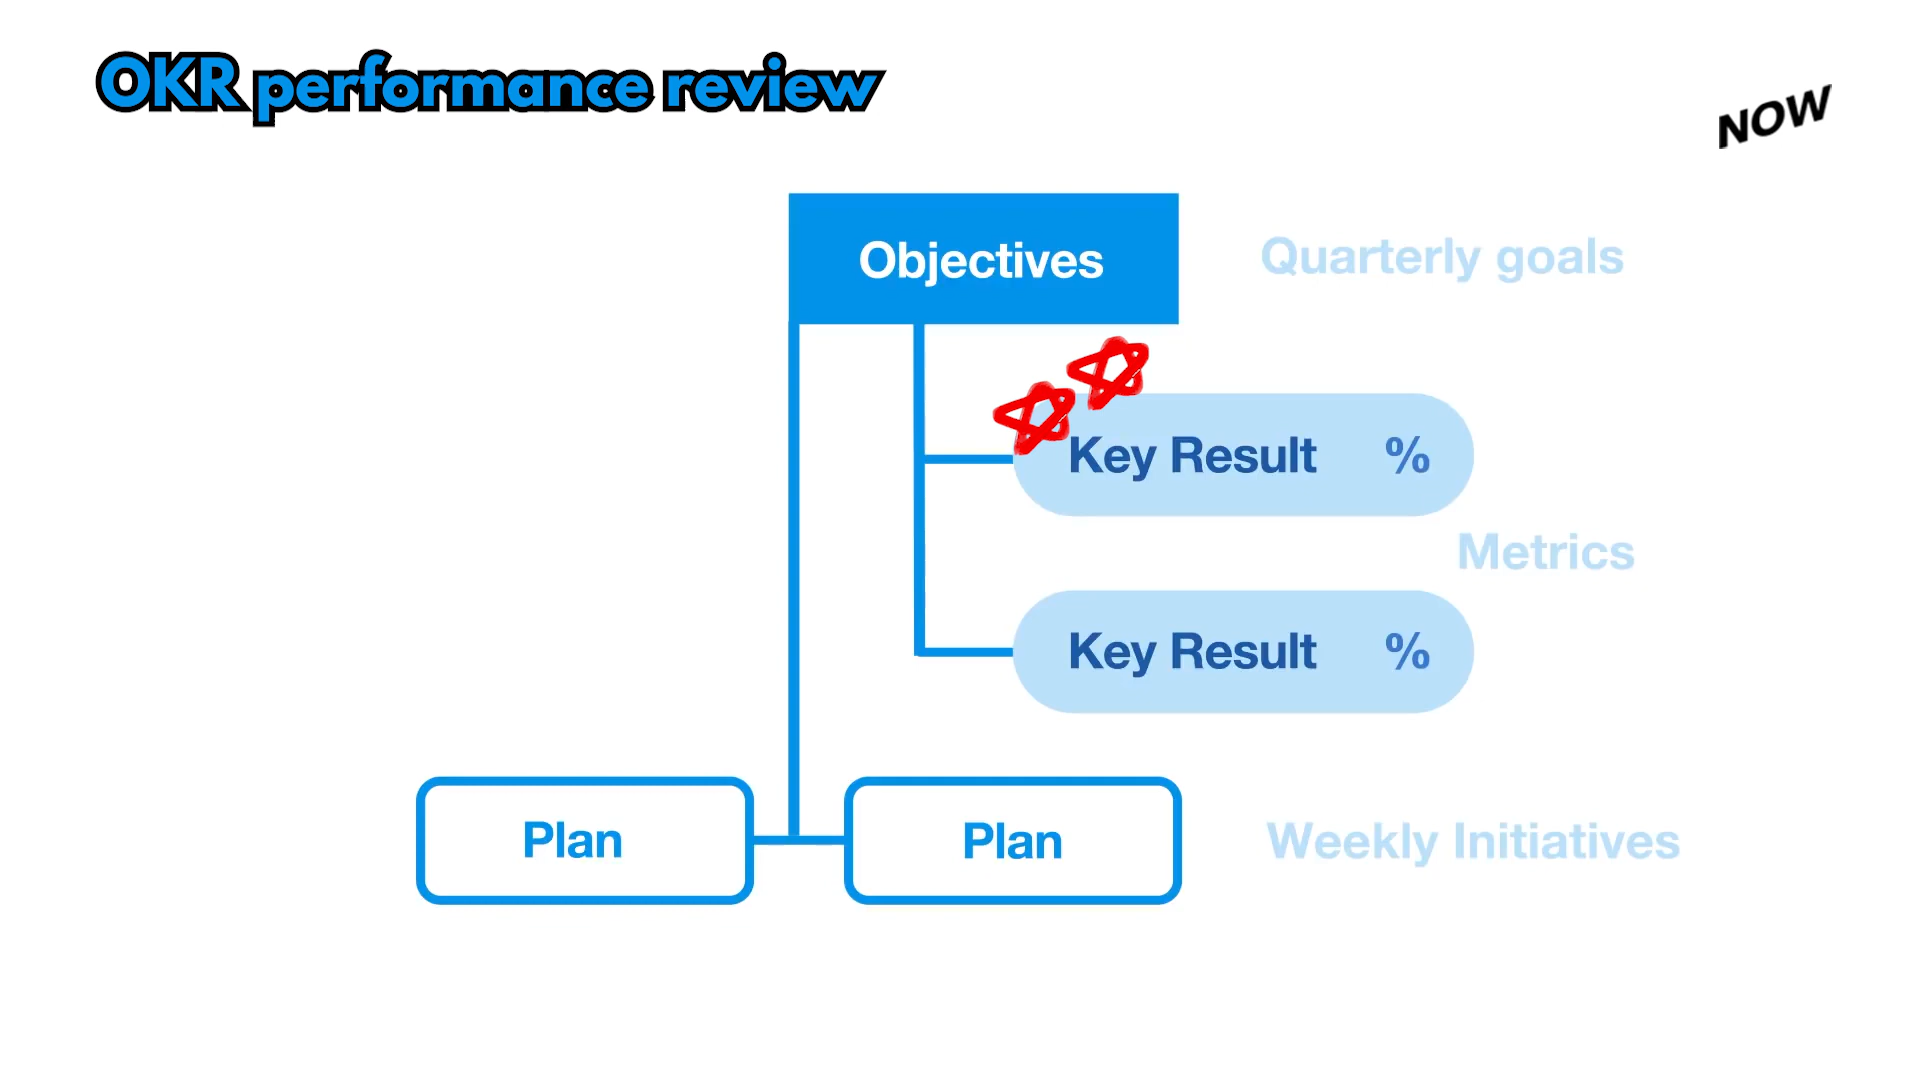 OKR performance review
NOW
Objectives
Quarterly goals
Key Result %
Metrics
Key Result %
Plan
Plan
Weekly Initiatives